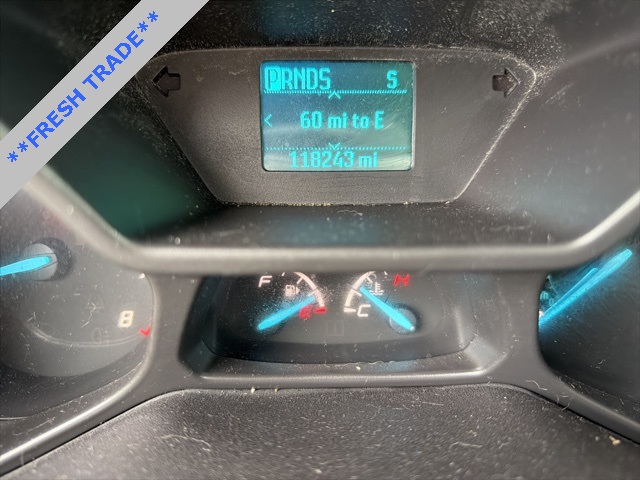 **FRESH TRADE**
PRNDS S
< 60 mi to E
118243 mi
F H
C
8